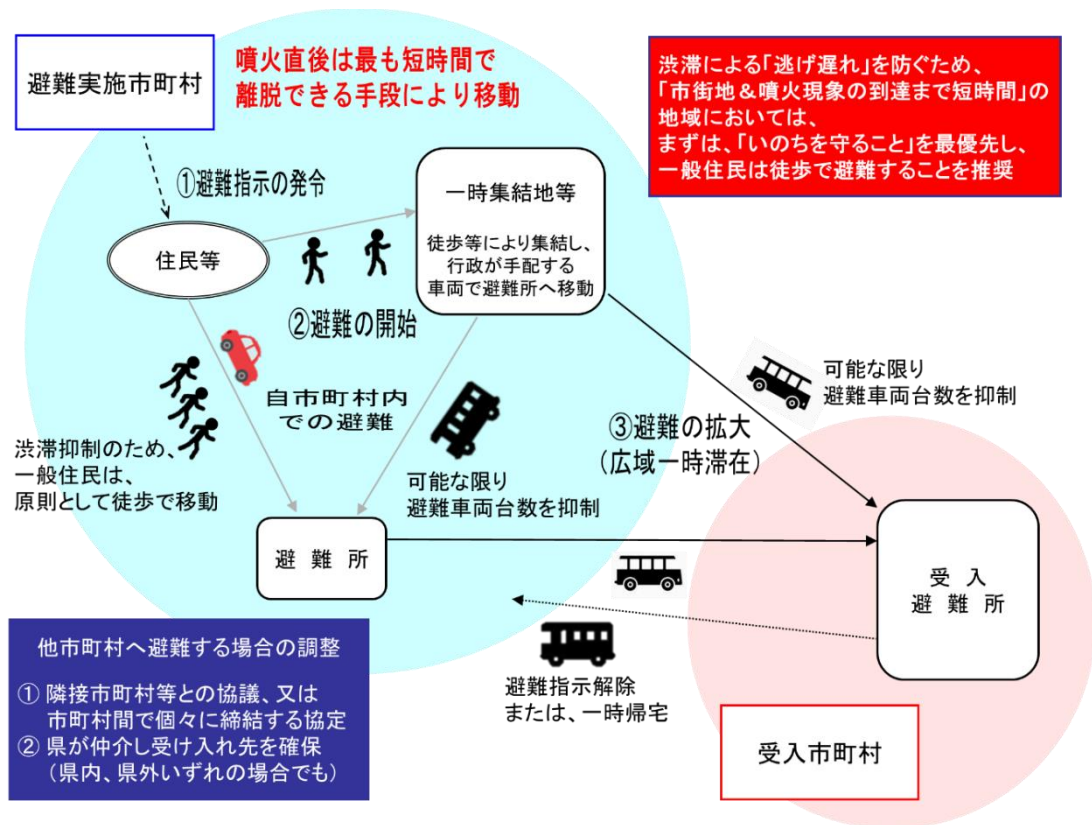 避難実施市町村
噴火直後は最も短時間で
離脱できる手段により移動
渋滞による「逃げ遅れ」を防ぐため、
「市街地＆噴火現象の到達まで短時間」の
地域においては、
まずは、「いのちを守ること」を最優先し、
一般住民は徒歩で避難することを推奨
①避難指示の発令
住民等
一時集結地等
徒歩等により集結し、
行政が手配する
車両で避難所へ移動
②避難の開始
自市町村内
での避難
渋滞抑制のため、
一般住民は、
原則として徒歩で移動
可能な限り
避難車両台数を抑制
可能な限り
避難車両台数を抑制
③避難の拡大
（広域一時滞在）
避難所
受入
避難所
避難指示解除
または、一時帰宅
他市町村へ避難する場合の調整
① 隣接市町村等との協議、又は
市町村間で個々に締結する協定
② 県が仲介し受け入れ先を確保
（県内、県外いずれの場合でも）
受入市町村